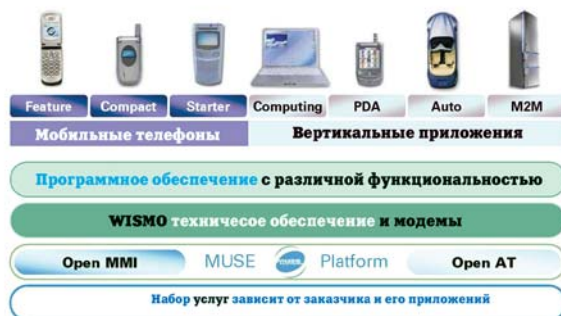 Feature Compact Starter Computing PDA Auto M2M
Мобильные телефоны Вертикальные приложения
Программное обеспечение с различной функциональностью
WISMO техничесое обеспечение и модемы
Open MMI MUSE Platform Open AT
Набор услуг зависит от заказчика и его приложений